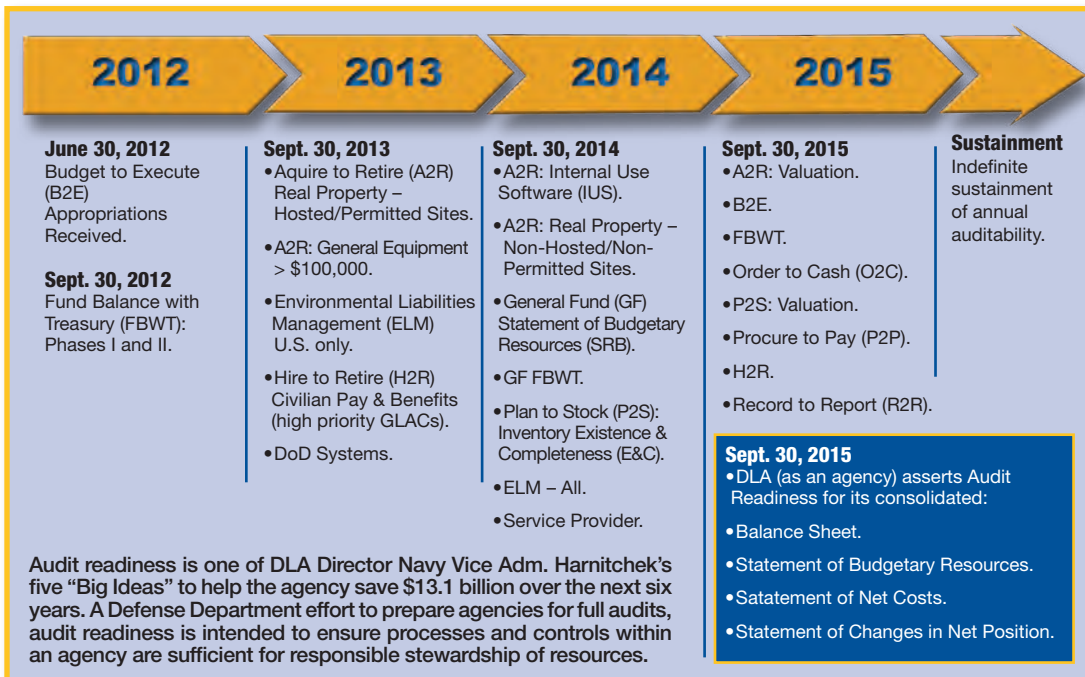 2012
2013
2014
2015
June 30, 2012
Budget to Execute
(B2E)
Appropriations
Received.
Sept. 30, 2012
Fund Balance with
Treasury (FBWT):
Phases I and II.
Sept. 30, 2013
•Aquire to Retire (A2R)
Real Property –
Hosted/Permitted Sites.
•A2R: General Equipment
> $100,000.
•Environmental Liabilities
Management (ELM)
U.S. only.
•Hire to Retire (H2R)
Civilian Pay & Benefits
(high priority GLACs).
•DoD Systems.
Sept. 30, 2014
•A2R: Internal Use
Software (IUS).
•A2R: Real Property –
Non-Hosted/Non-
Permitted Sites.
•General Fund (GF)
Statement of Budgetary
Resources (SRB).
•GF FBWT.
•Plan to Stock (P2S):
Inventory Existence &
Completeness (E&C).
•ELM – All.
•Service Provider.
Sept. 30, 2015
•A2R: Valuation.
•B2E.
•FBWT.
•Order to Cash (O2C).
•P2S: Valuation.
•Procure to Pay (P2P).
•H2R.
•Record to Report (R2R).
Sustainment
Indefinite
sustainment
of annual
auditability.
Sept. 30, 2015
•DLA (as an agency) asserts Audit
Readiness for its consolidated:
•Balance Sheet.
•Statement of Budgetary Resources.
•Satatement of Net Costs.
•Statement of Changes in Net Position.
Audit readiness is one of DLA Director Navy Vice Adm. Harnitchek's
five “Big Ideas” to help the agency save $13.1 billion over the next six
years. A Defense Department effort to prepare agencies for full audits,
audit readiness is intended to ensure processes and controls within
an agency are sufficient for responsible stewardship of resources.